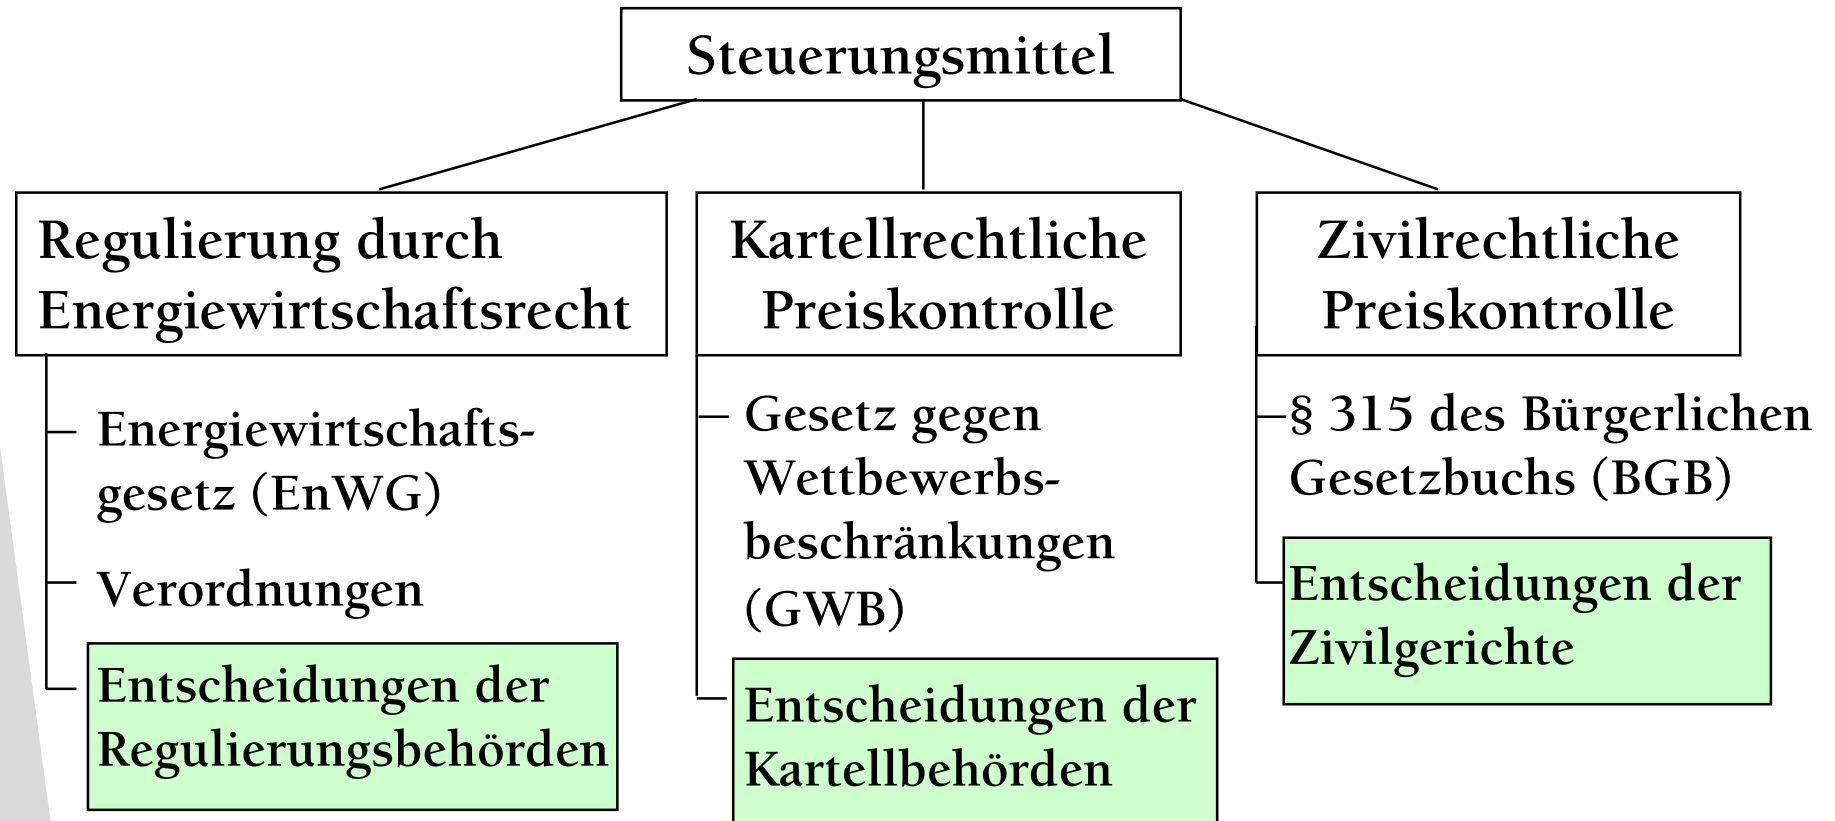 Steuerungsmittel
Regulierung durch
Energiewirtschaftsrecht
Energiewirtschafts-
gesetz (EnWG)
Verordnungen
Entscheidungen der
Regulierungsbehörden
Kartellrechtliche
Preiskontrolle
Gesetz gegen
Wettbewerbs-
beschränkungen
(GWB)
Entscheidungen der
Kartellbehörden
Zivilrechtliche
Preiskontrolle
§ 315 des Bürgerlichen
Gesetzbuchs (BGB)
Entscheidungen der
Zivilgerichte